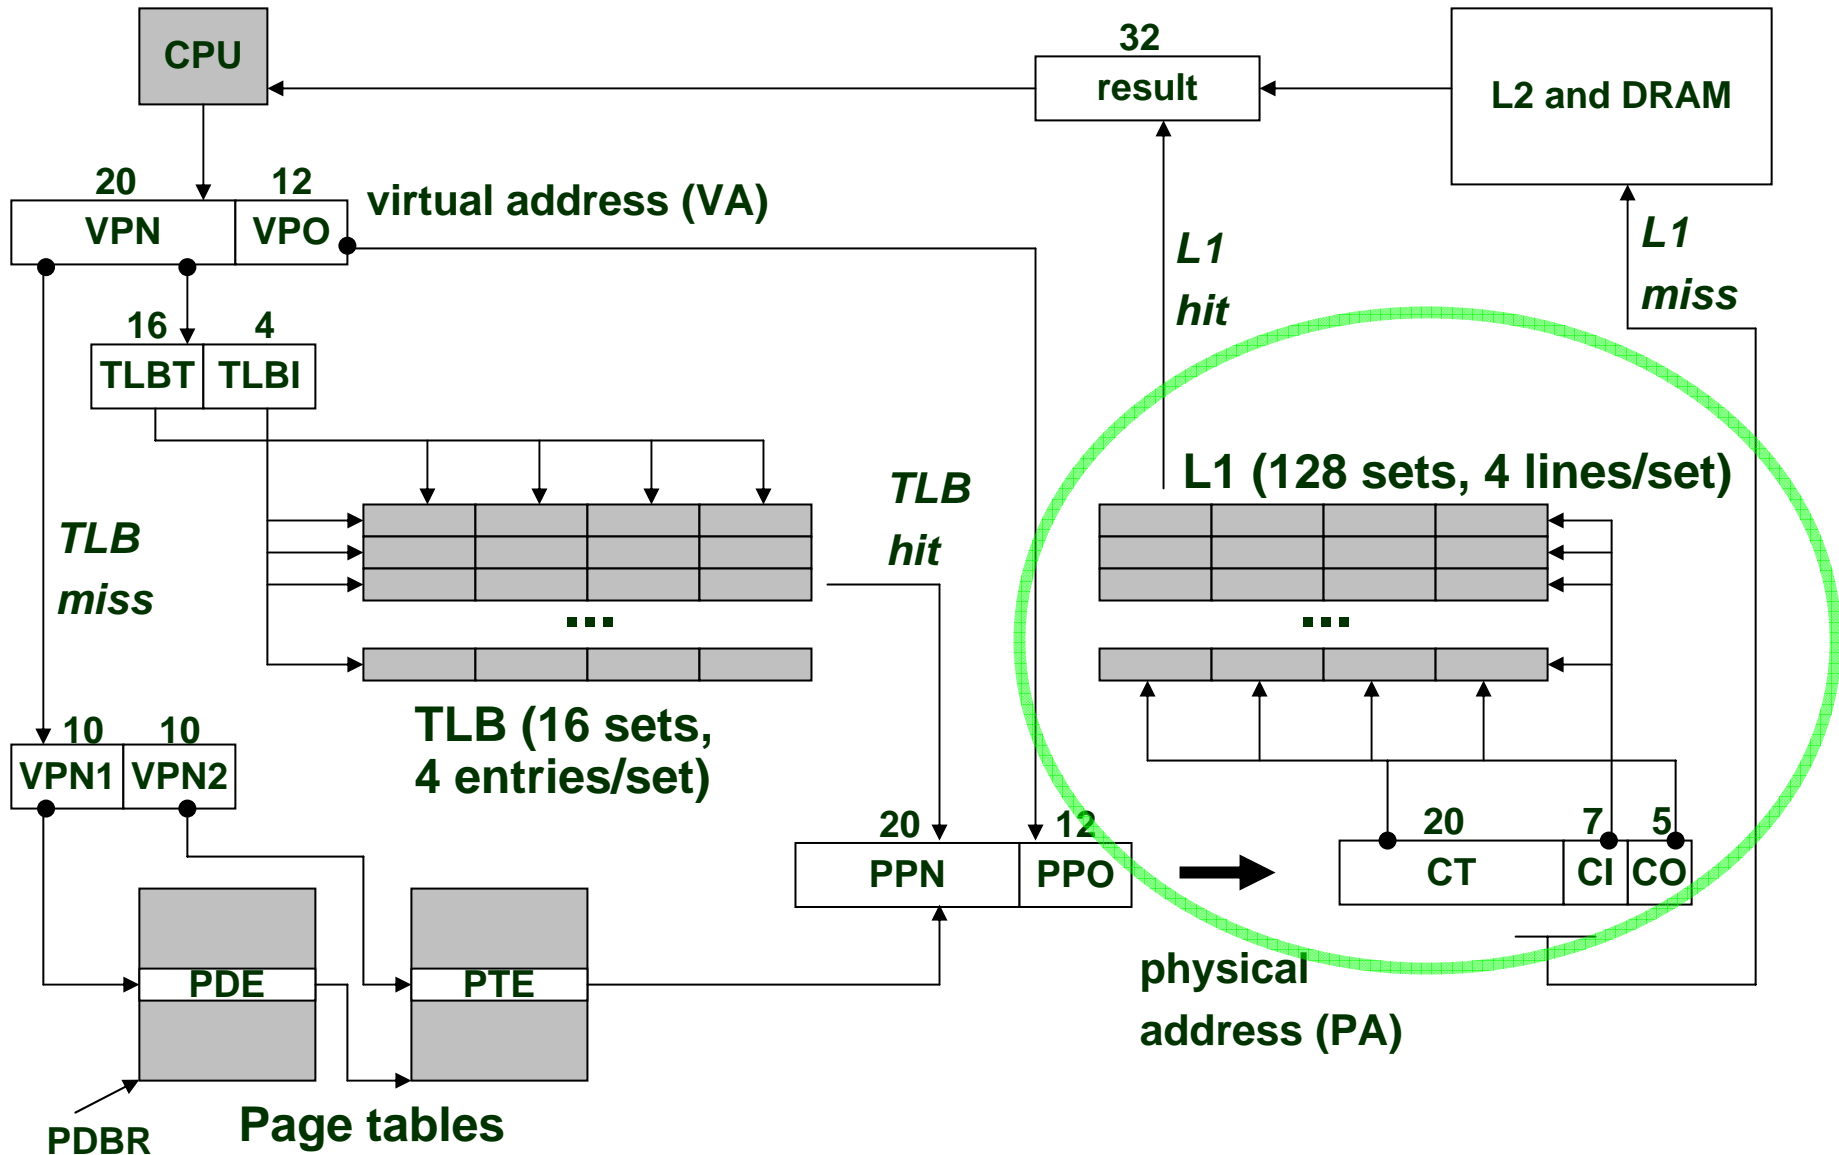 CPU
32
result
L2 and DRAM
20 12
VPN VPO
virtual address (VA)
L1
hit
L1
miss
16 4
TLBT TLBI
TLB
miss
TLB
hit
L1 (128 sets, 4 lines/set)
...
...
TLB (16 sets,
4 entries/set)
10 10
VPN1 VPN2
20 12
PPN PPO
20 7 5
CT CI CO
PDE
PTE
physical
address (PA)
PDBR
Page tables